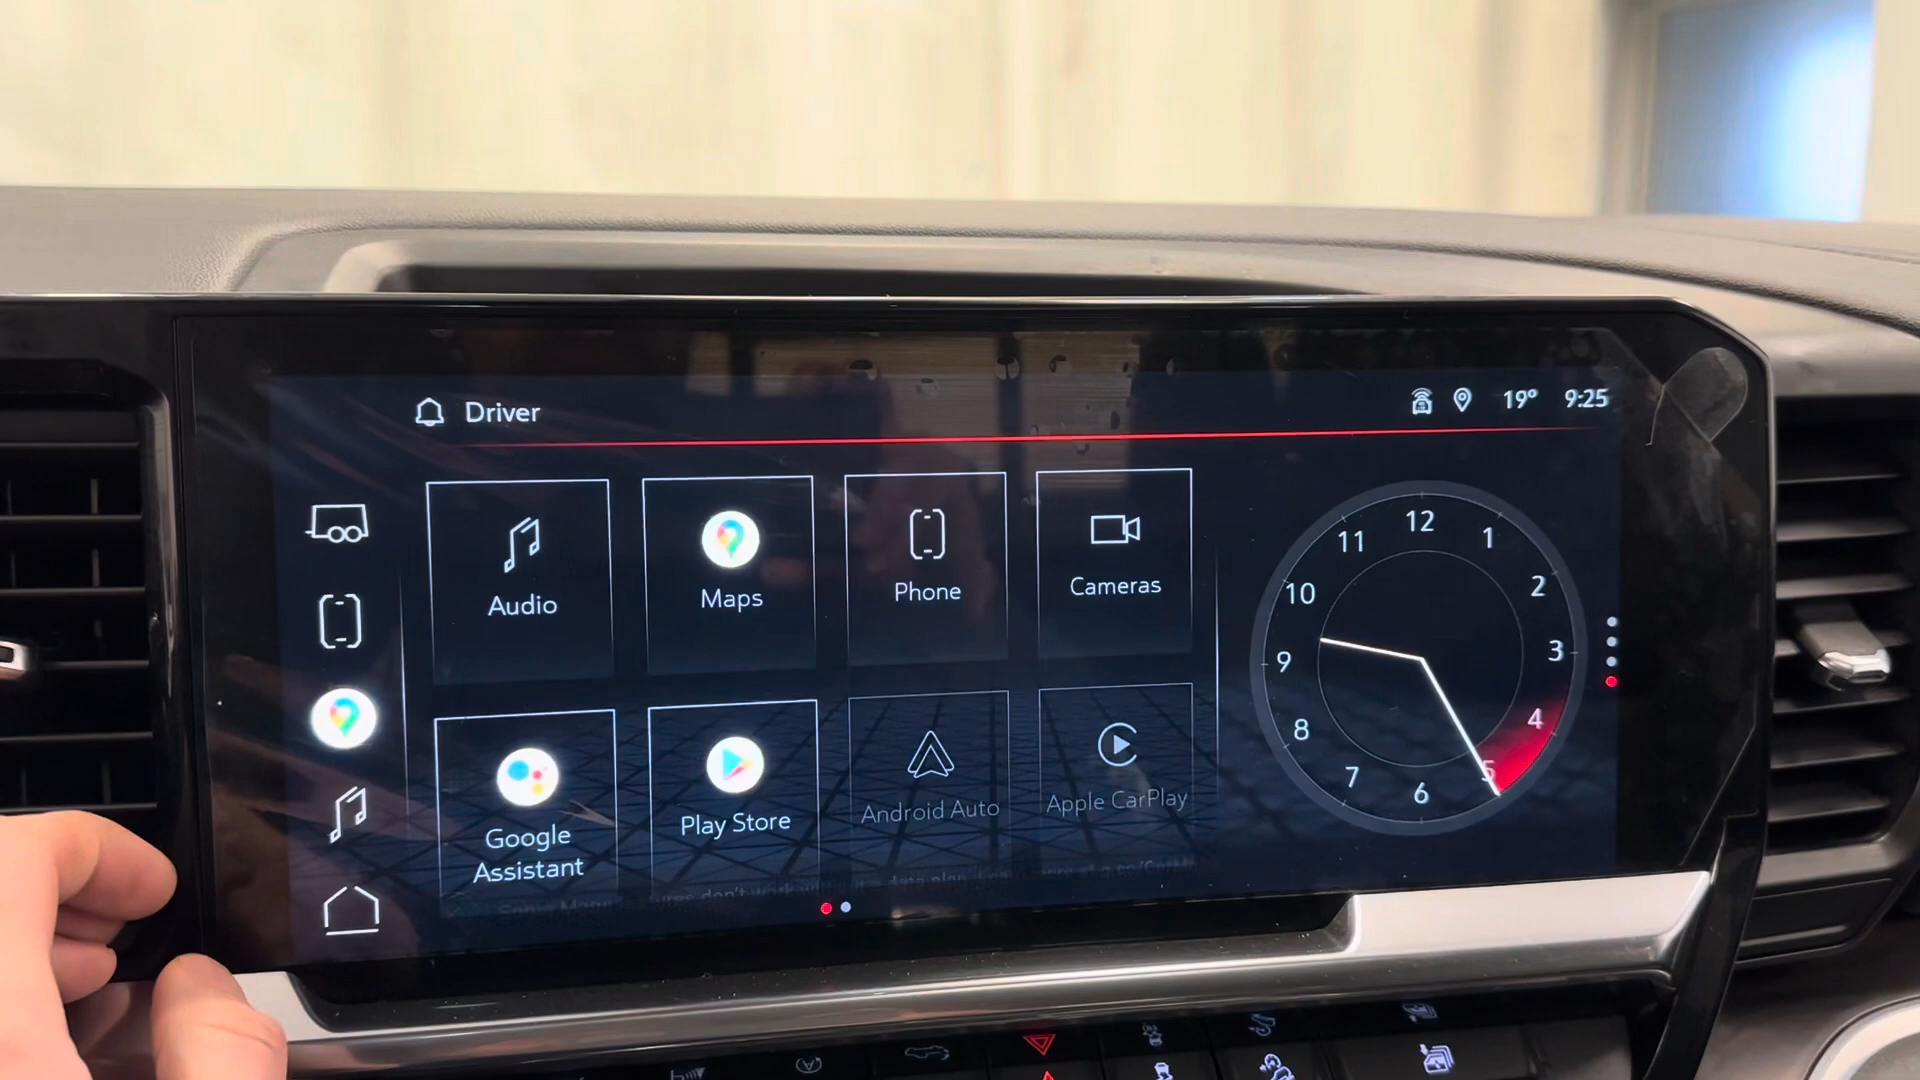 Driver
19° 9:25
Audio
Maps
Phone
Cameras
Google
Assistant
Play Store
Android Auto
Apple CarPlay
12
1
2
3
4
5
6
7
8
9
10
11